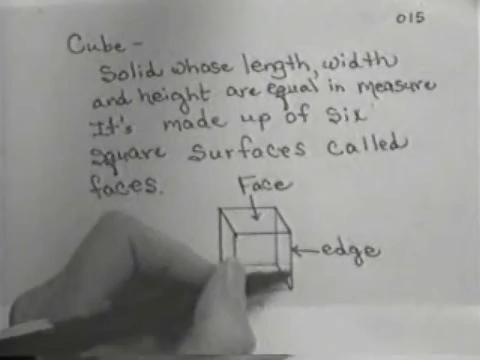 015
Cube -
Solid whose length, width
and height are equal in measure
It's made up of six
square surfaces called
faces.
Face
edge